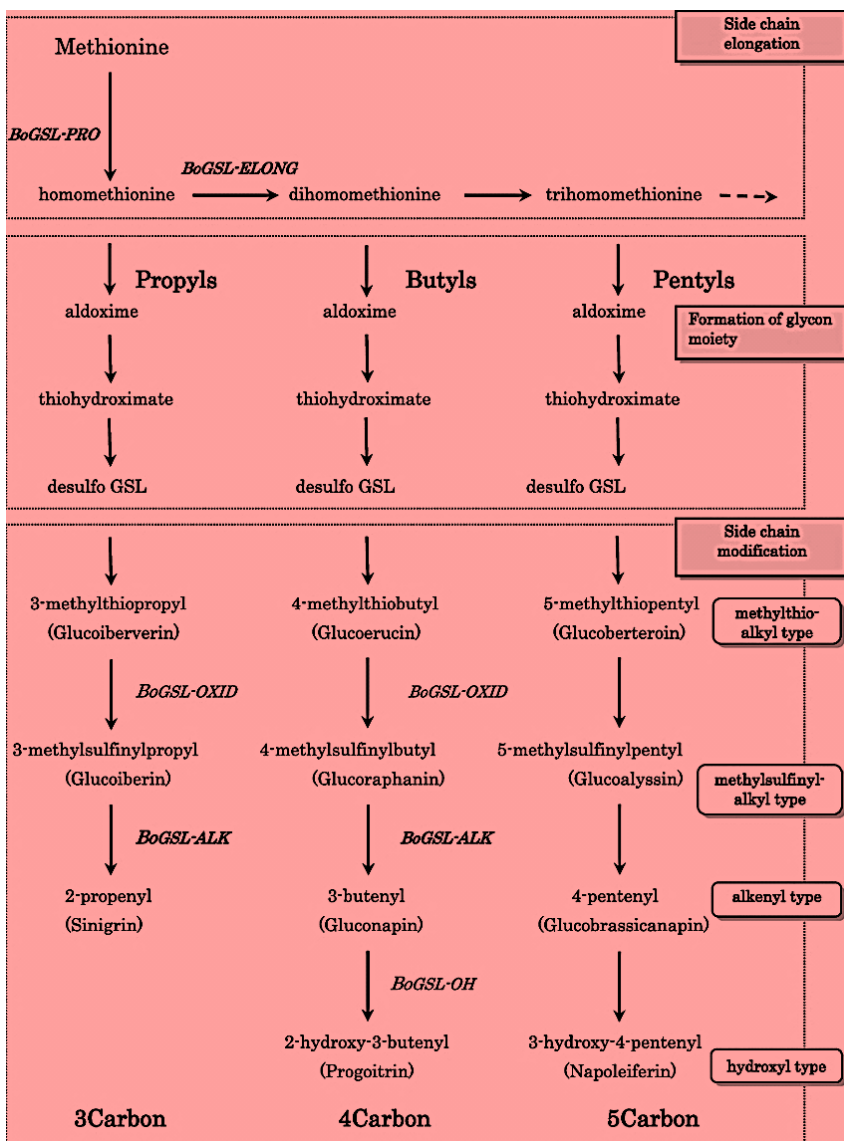 Side chain
elongation
Methionine
BoGSL-PRO
BoGSL-ELONG
homomethionine dihomomethionine trihomomethionine
Propyls Butyls Pentyls
aldoxime aldoxime aldoxime
Formation of glycon
moiety
thiohydroximate thiohydroximate thiohydroximate
desulfo GSL desulfo GSL desulfo GSL
Side chain
modification
3-methylthiopropyl 4-methylthiobutyl 5-methylthiopentyl
(Glucoiberverin) (Glucoerucin) (Glucoberteroin)
methylthio-
alkyl type
BoGSL-OXID BoGSL-OXID
3-methylsulfinylpropyl 4-methylsulfinylbutyl 5-methylsulfinylpentyl
(Glucoiberin) (Glucoraphanin) (Glucoalyssin)
methylsulfinyl-
alkyl type
BoGSL-ALK BoGSL-ALK
2-propenyl 3-butenyl 4-pentenyl
(Sinigrin) (Gluconapin) (Glucobrassicanapin)
alkenyl type
BoGSL-OH
2-hydroxy-3-butenyl 3-hydroxy-4-pentenyl
(Progoitrin) (Napoleiferin)
hydroxyl type
3Carbon 4Carbon 5Carbon